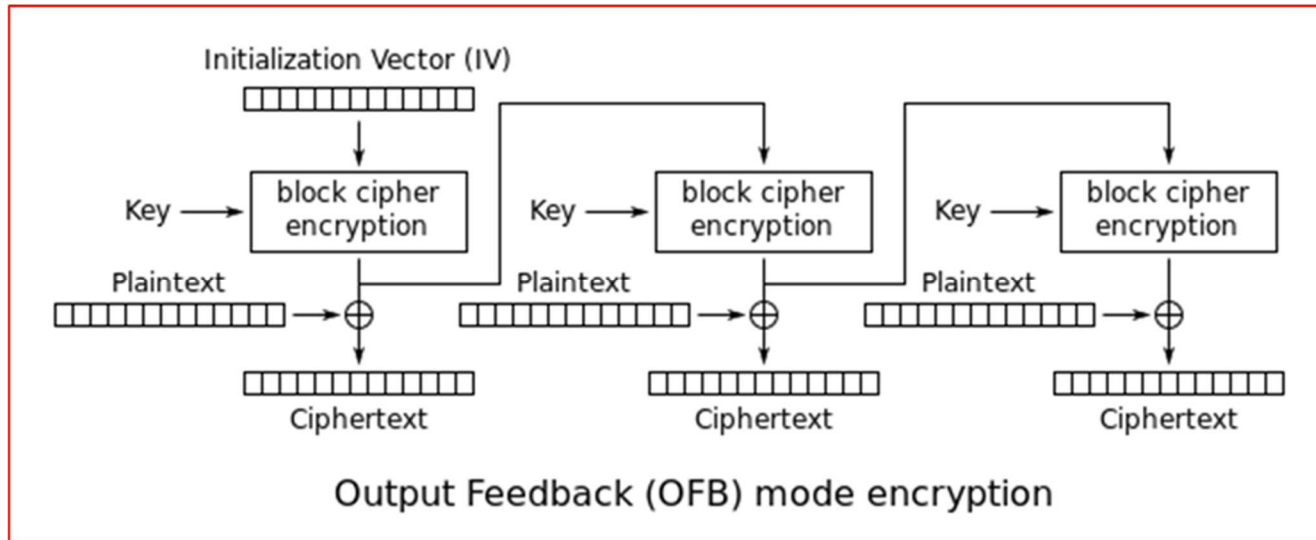 Initialization Vector (IV)
block cipher
encryption
Key
Plaintext
Ciphertext
block cipher
encryption
Key
Plaintext
Ciphertext
block cipher
encryption
Key
Plaintext
Ciphertext
Output Feedback (OFB) mode encryption